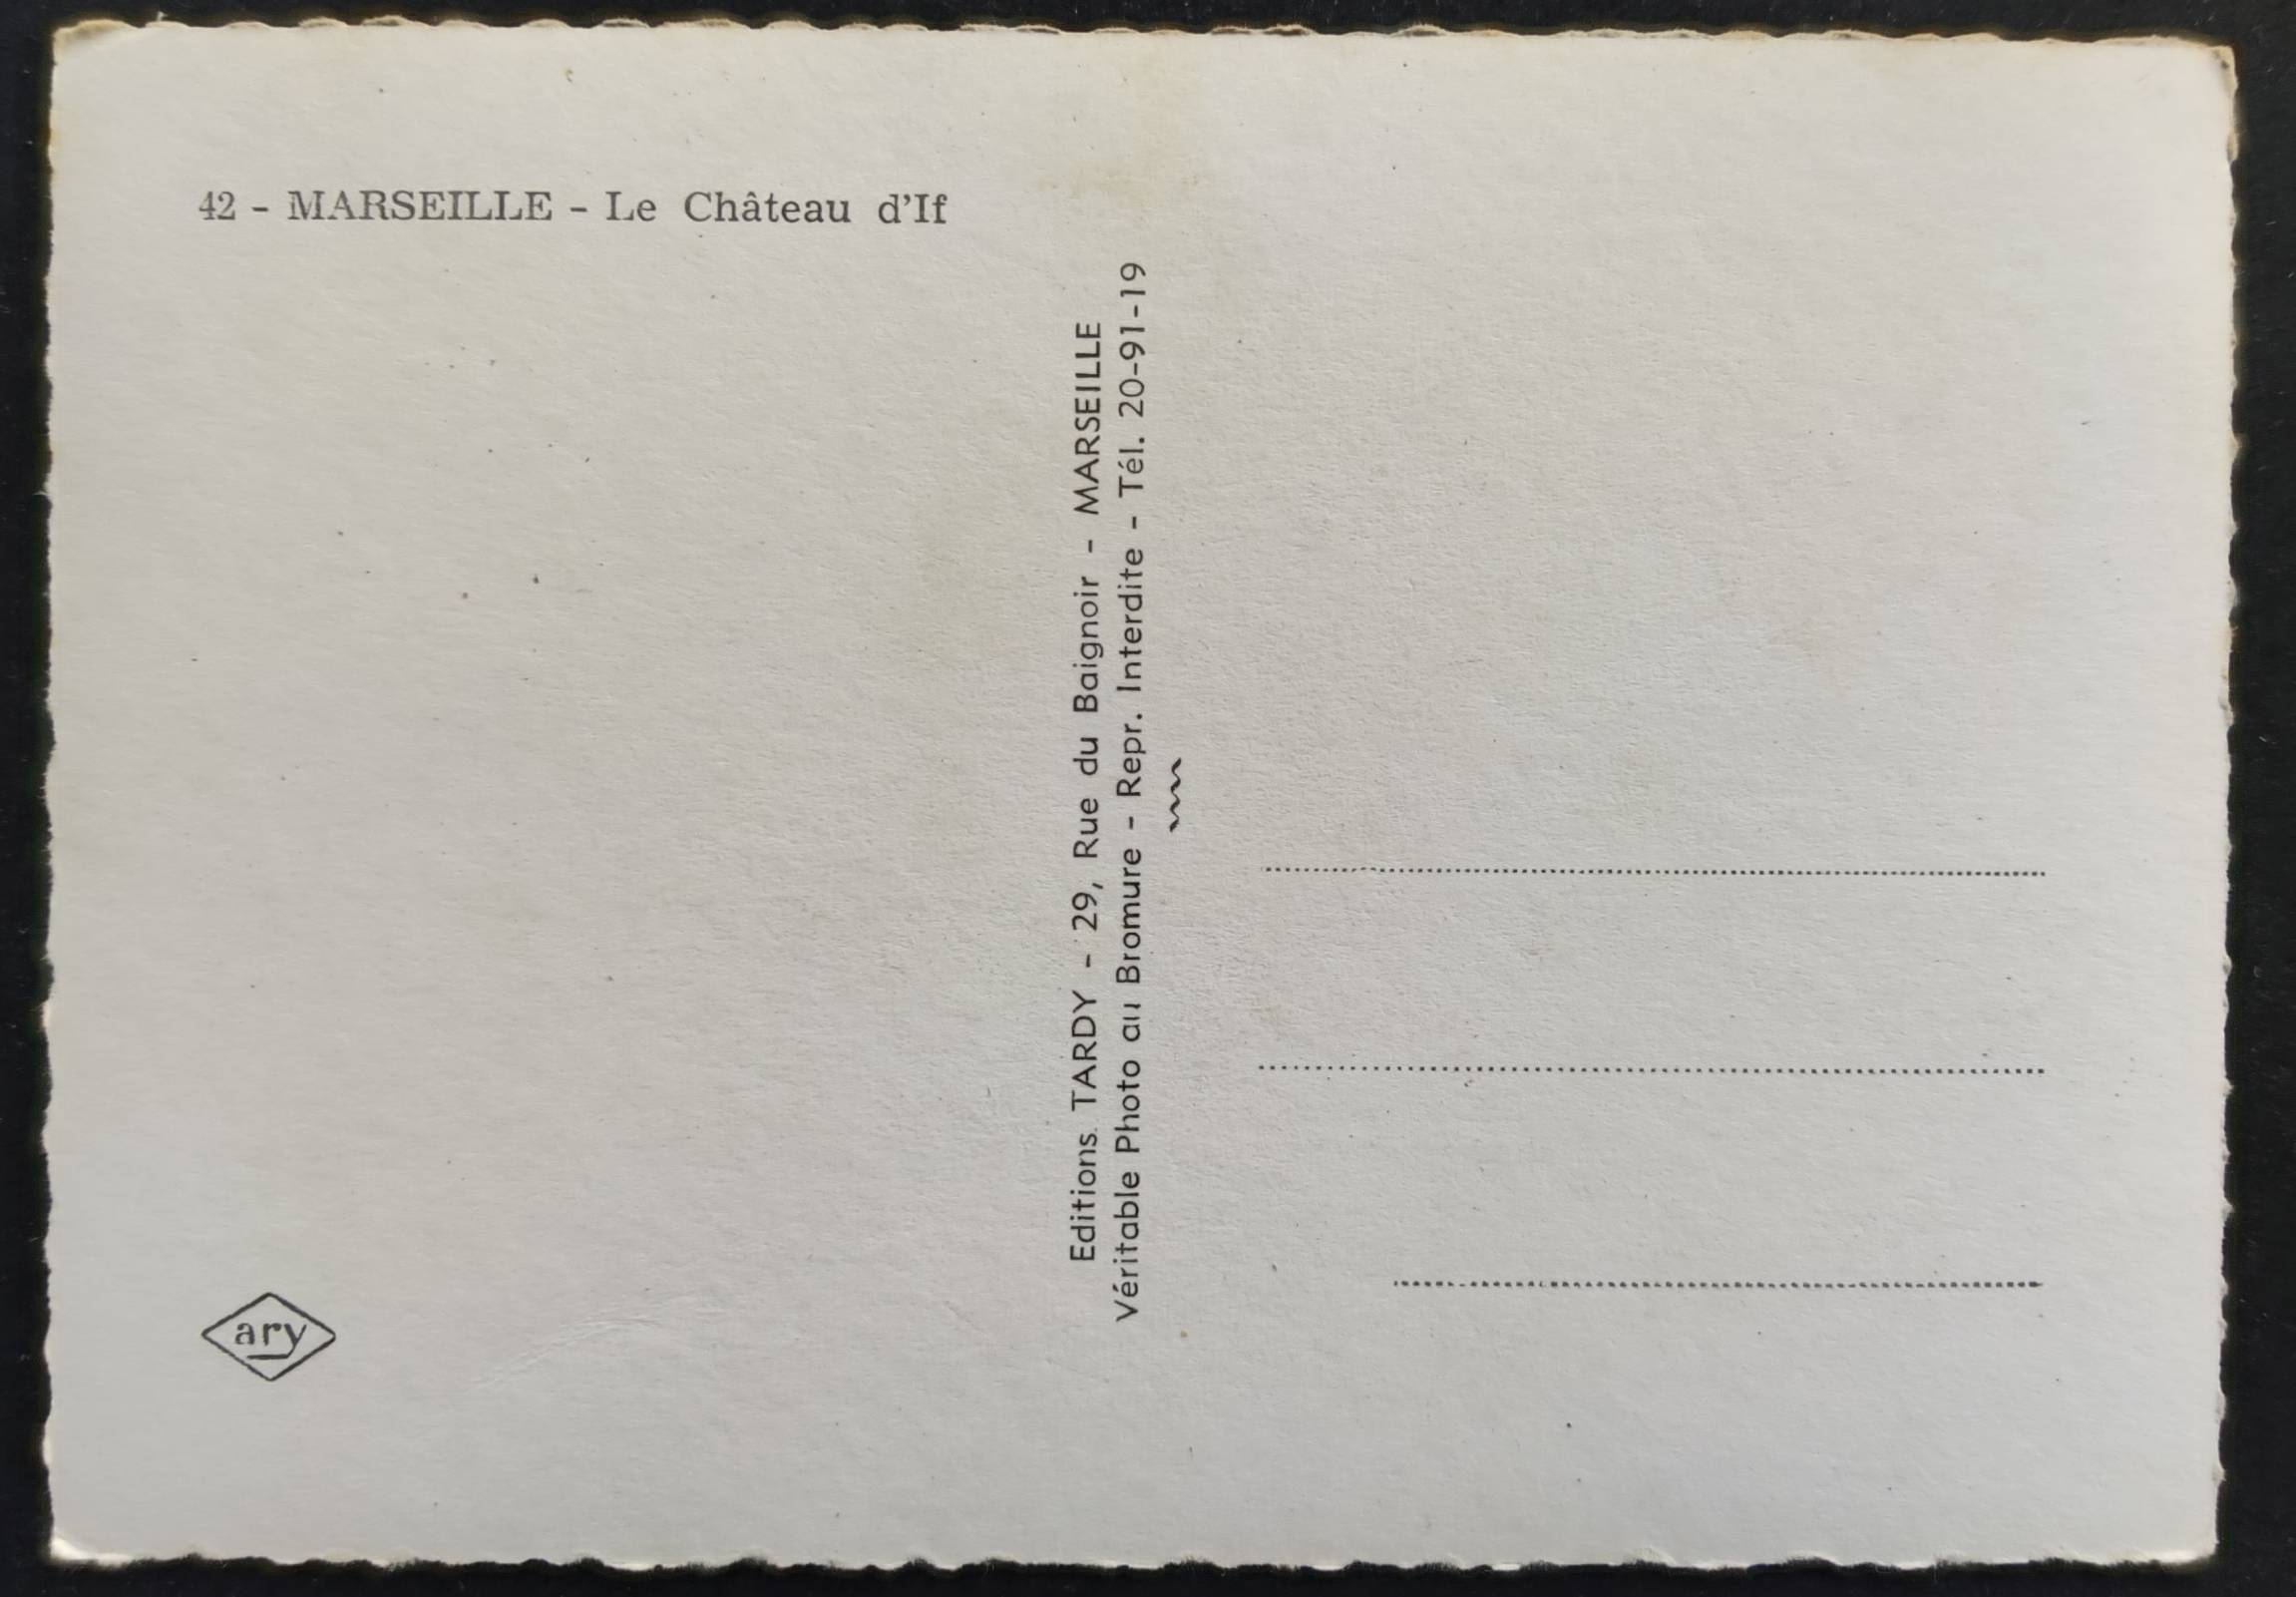 42 - MARSEILLE - Le Château d'If
Editions TARDY - 29, Rue du Baignoir - MARSEILLE
Véritable Photo au Bromure - Repr. Interdite - Tél. 20-91-19
ary